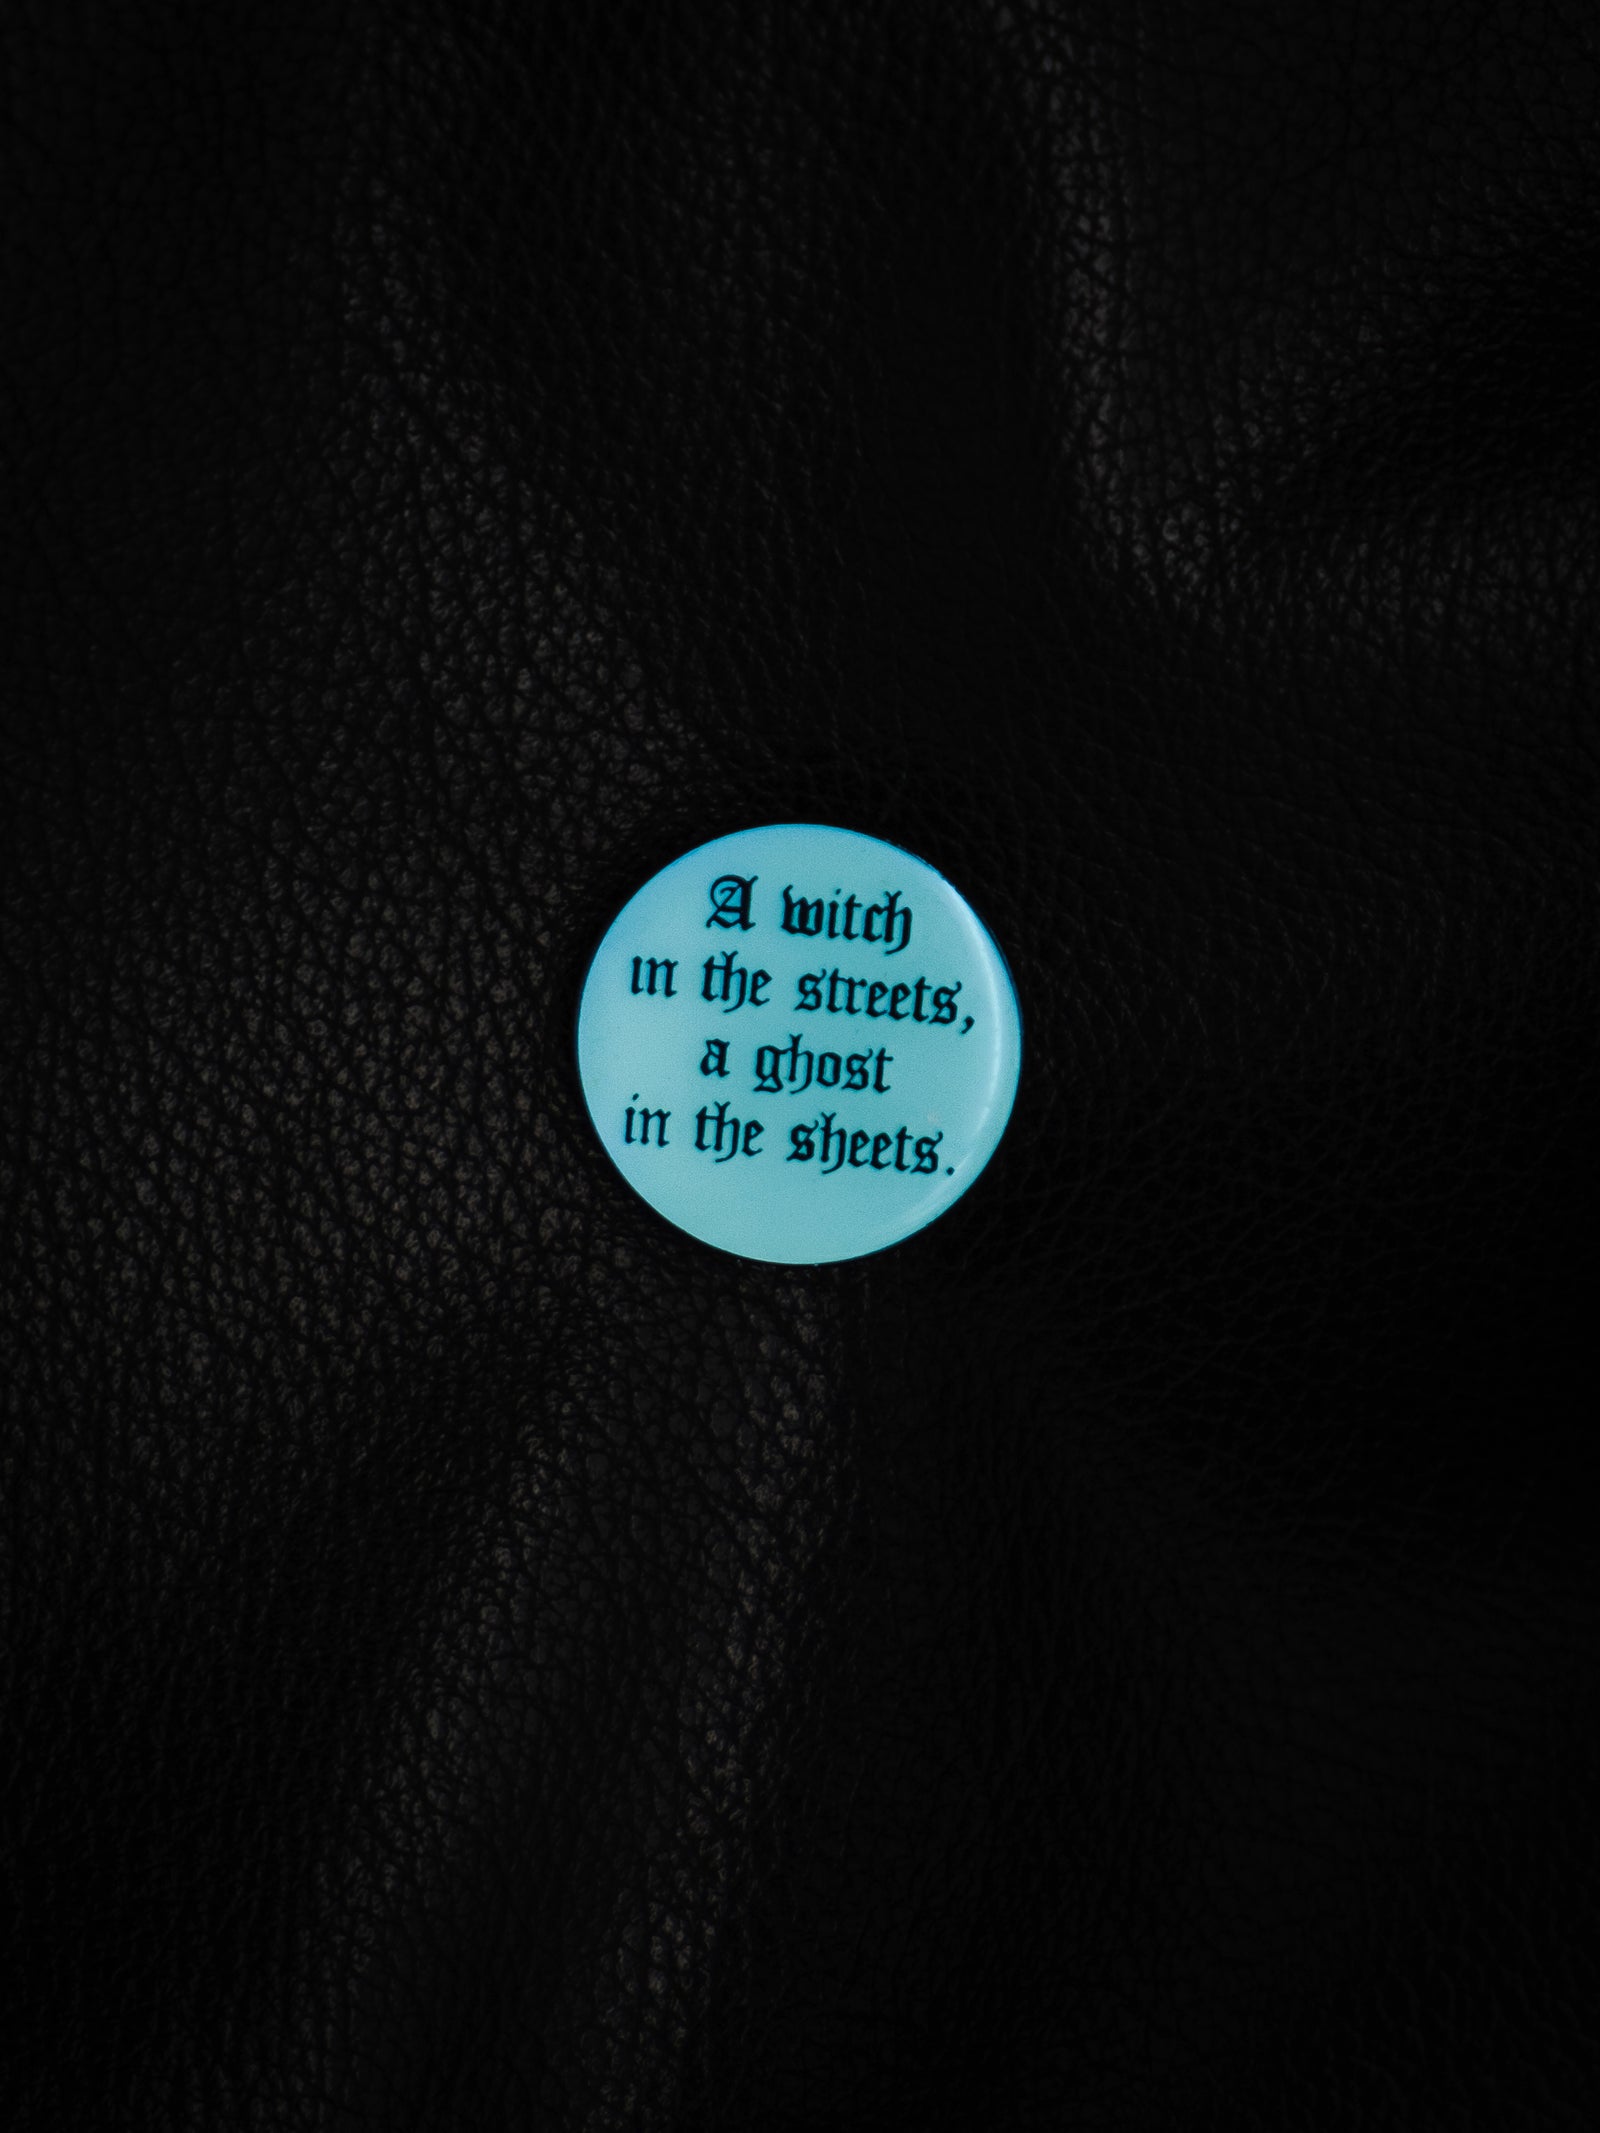 A witch
in the streets,
a ghost
in the sheets.